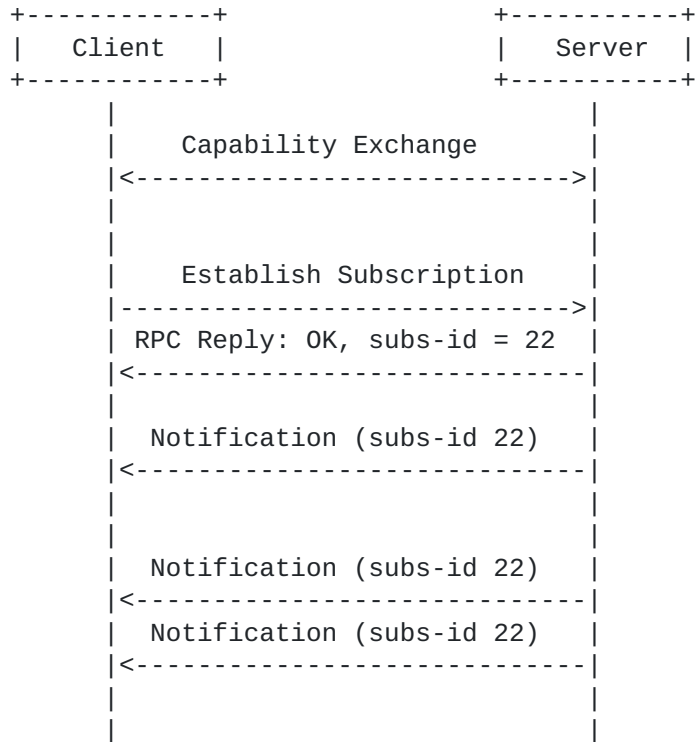 Client Server
Capability Exchange
Establish Subscription
RPC Reply: OK, subs-id = 22
Notification (subs-id 22)
Notification (subs-id 22)
Notification (subs-id 22)